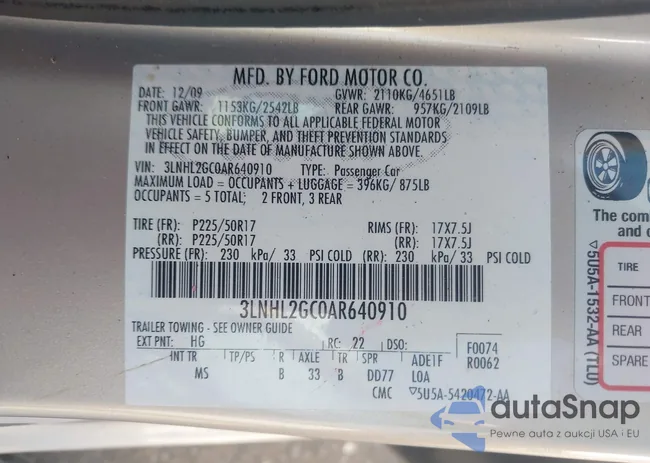 MFD. BY FORD MOTOR CO.
DATE: 12/09 GVWR: 2110KG/4651LB
FRONT GAWR: 1153KG/2542LB REAR GAWR: 957KG/2109LB
THIS VEHICLE CONFORMS TO ALL APPLICABLE FEDERAL MOTOR
VEHICLE SAFETY, BUMPER, AND THEFT PREVENTION STANDARDS
IN EFFECT ON THE DATE OF MANUFACTURE SHOWN ABOVE.
VIN: 3LNHL2GC0AR640910 TYPE: Passenger Car
MAXIMUM LOAD = OCCUPANTS + LUGGAGE = 396KG/ 875LB
OCCUPANTS = 5 TOTAL; 2 FRONT, 3 REAR
TIRE (FR): P225/50R17 RIMS (FR): 17X7.5J
(RR): P225/50R17 (RR): 17X7.5J
PRESSURE (FR): 230 kPa/ 33 PSI COLD (RR): 230 kPa/ 33 PSI COLD
3LNHL2GC0AR640910
TRAILER TOWING - SEE OWNER GUIDE
EXT PNT: HG RC: 22 DSO: F0074
INT TR TP/PS R AXLE TR SPR ADE1F R0062
MS B 33 B DD77 LOA
CMC ▽5U5A-5420472-AA
The com
and o
▽5U5A-1532-AA (TLU)
TIRE
FRONT
REAR
SPARE
autaSnap
Pewne auta z aukcji USA i EU